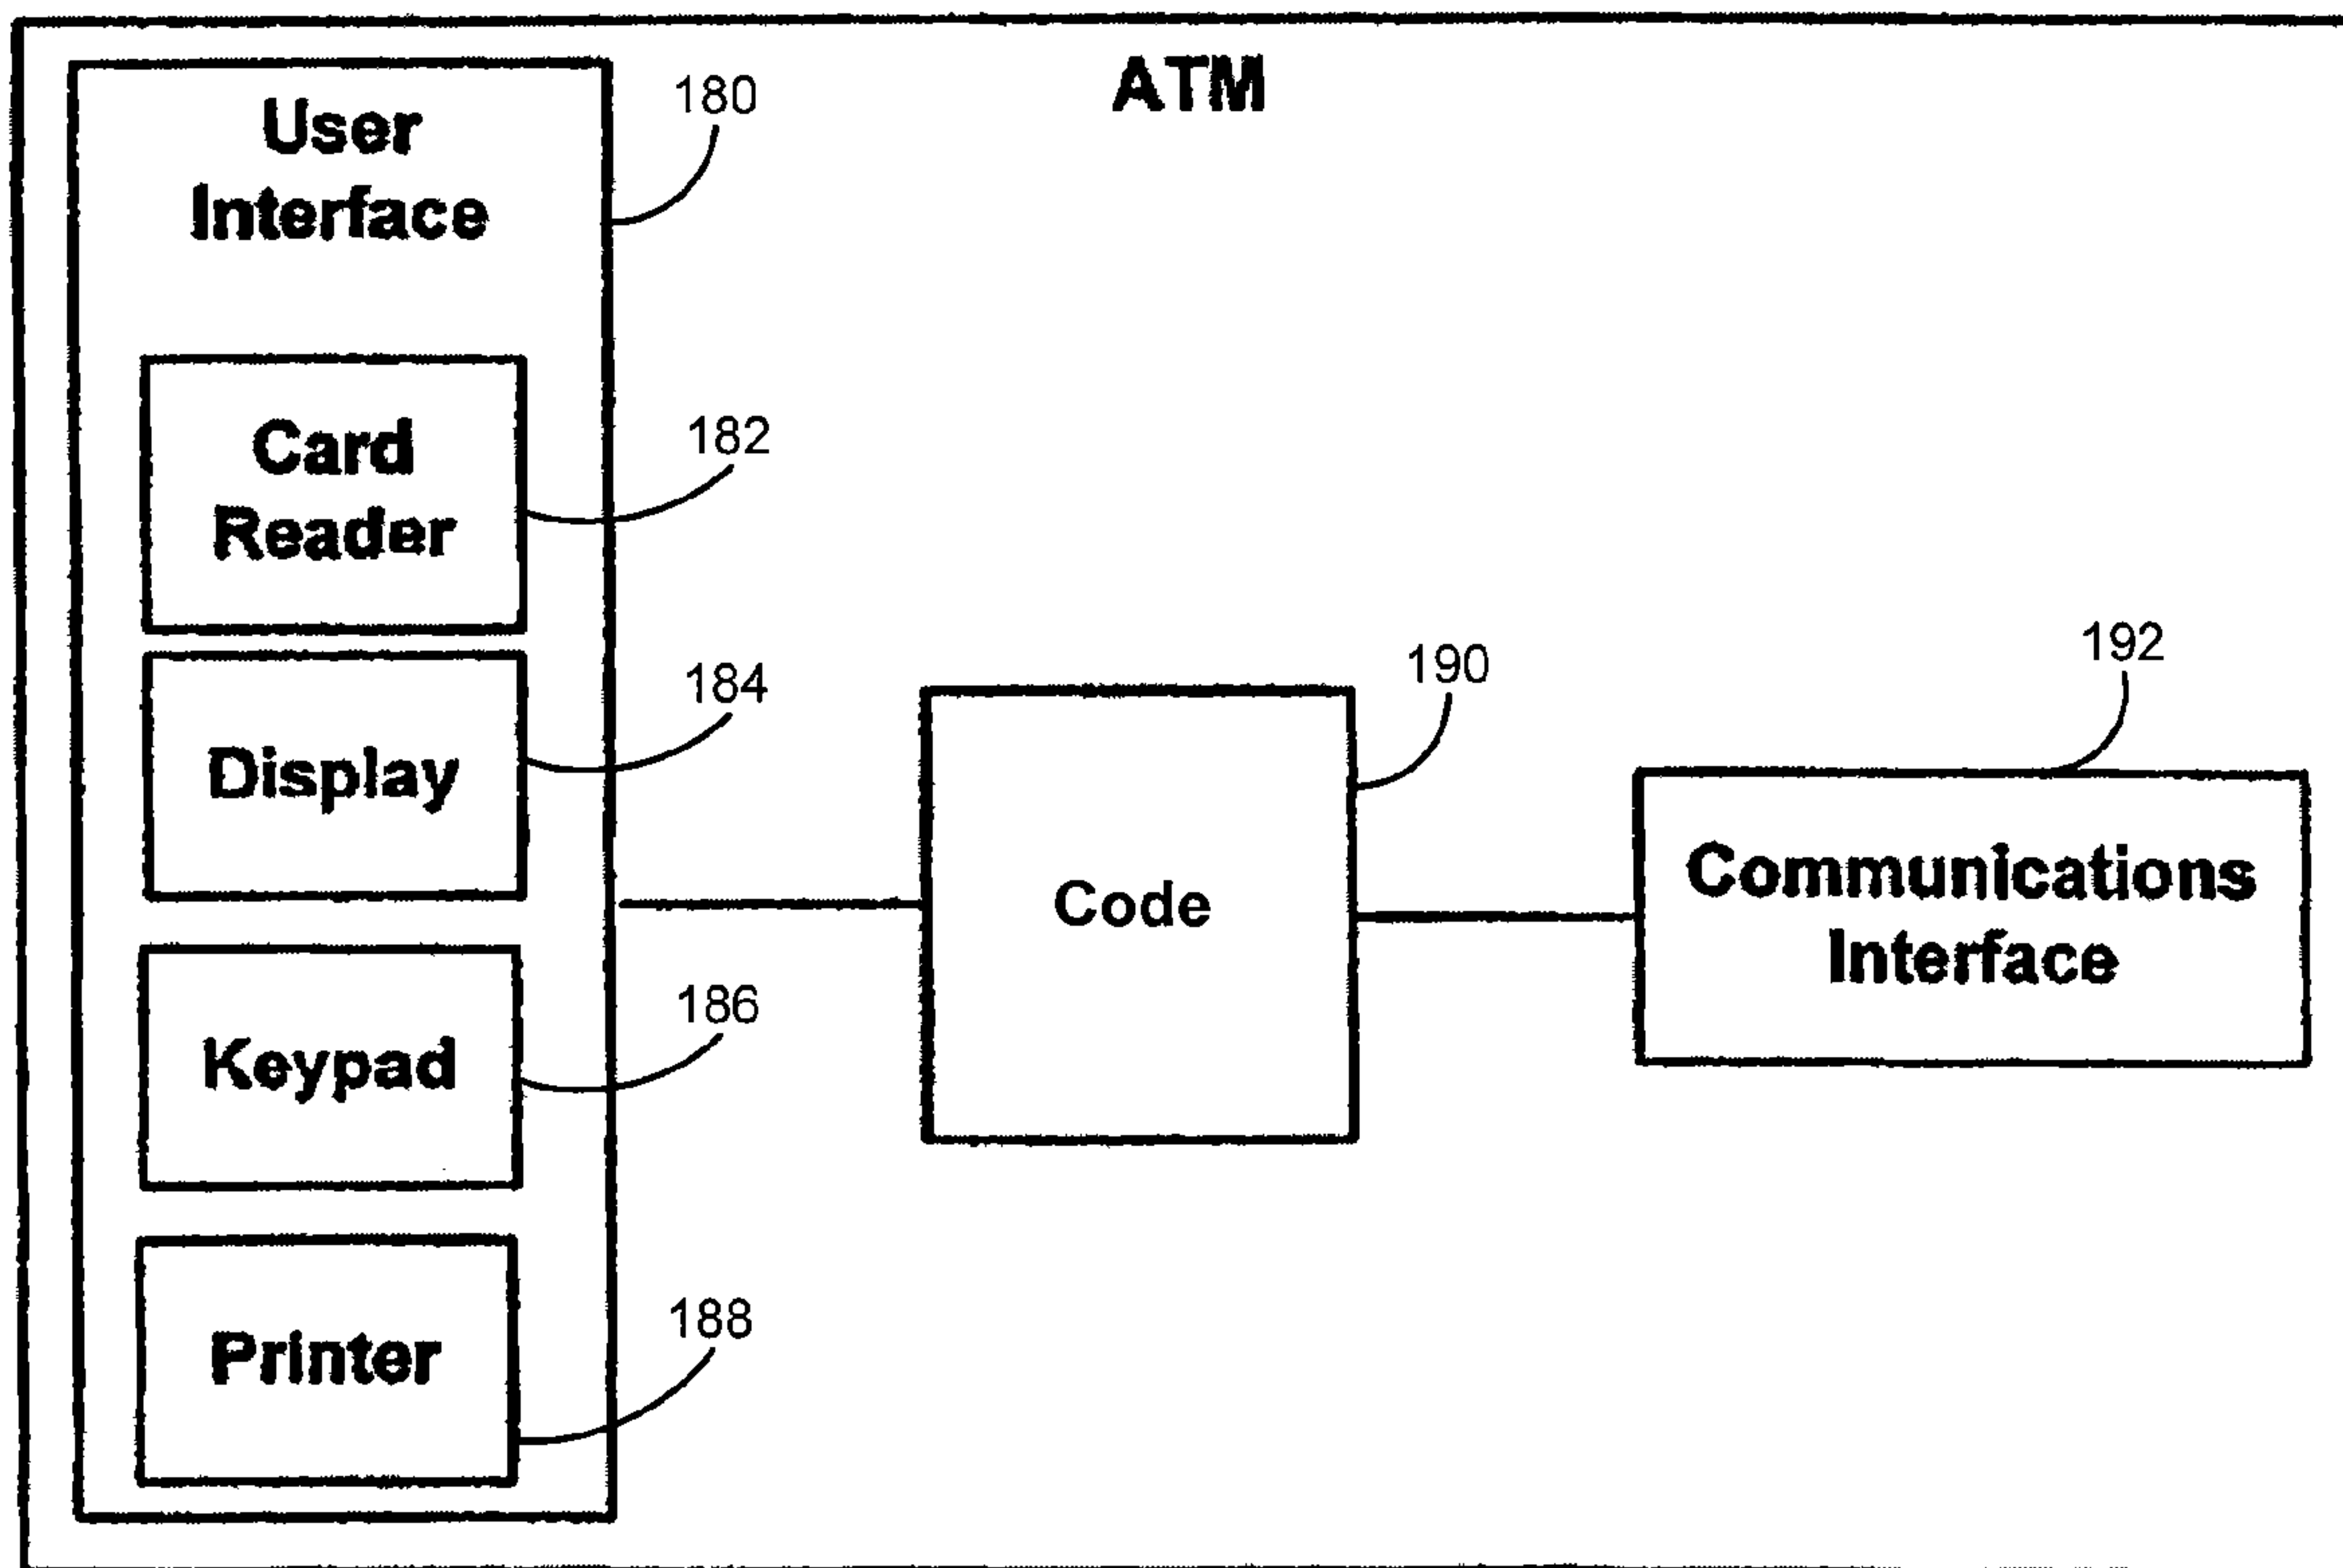 ATM
User
Interface
180
Card
Reader
182
Display
184
Keypad
186
Printer
188
Code
190
Communications
Interface
192